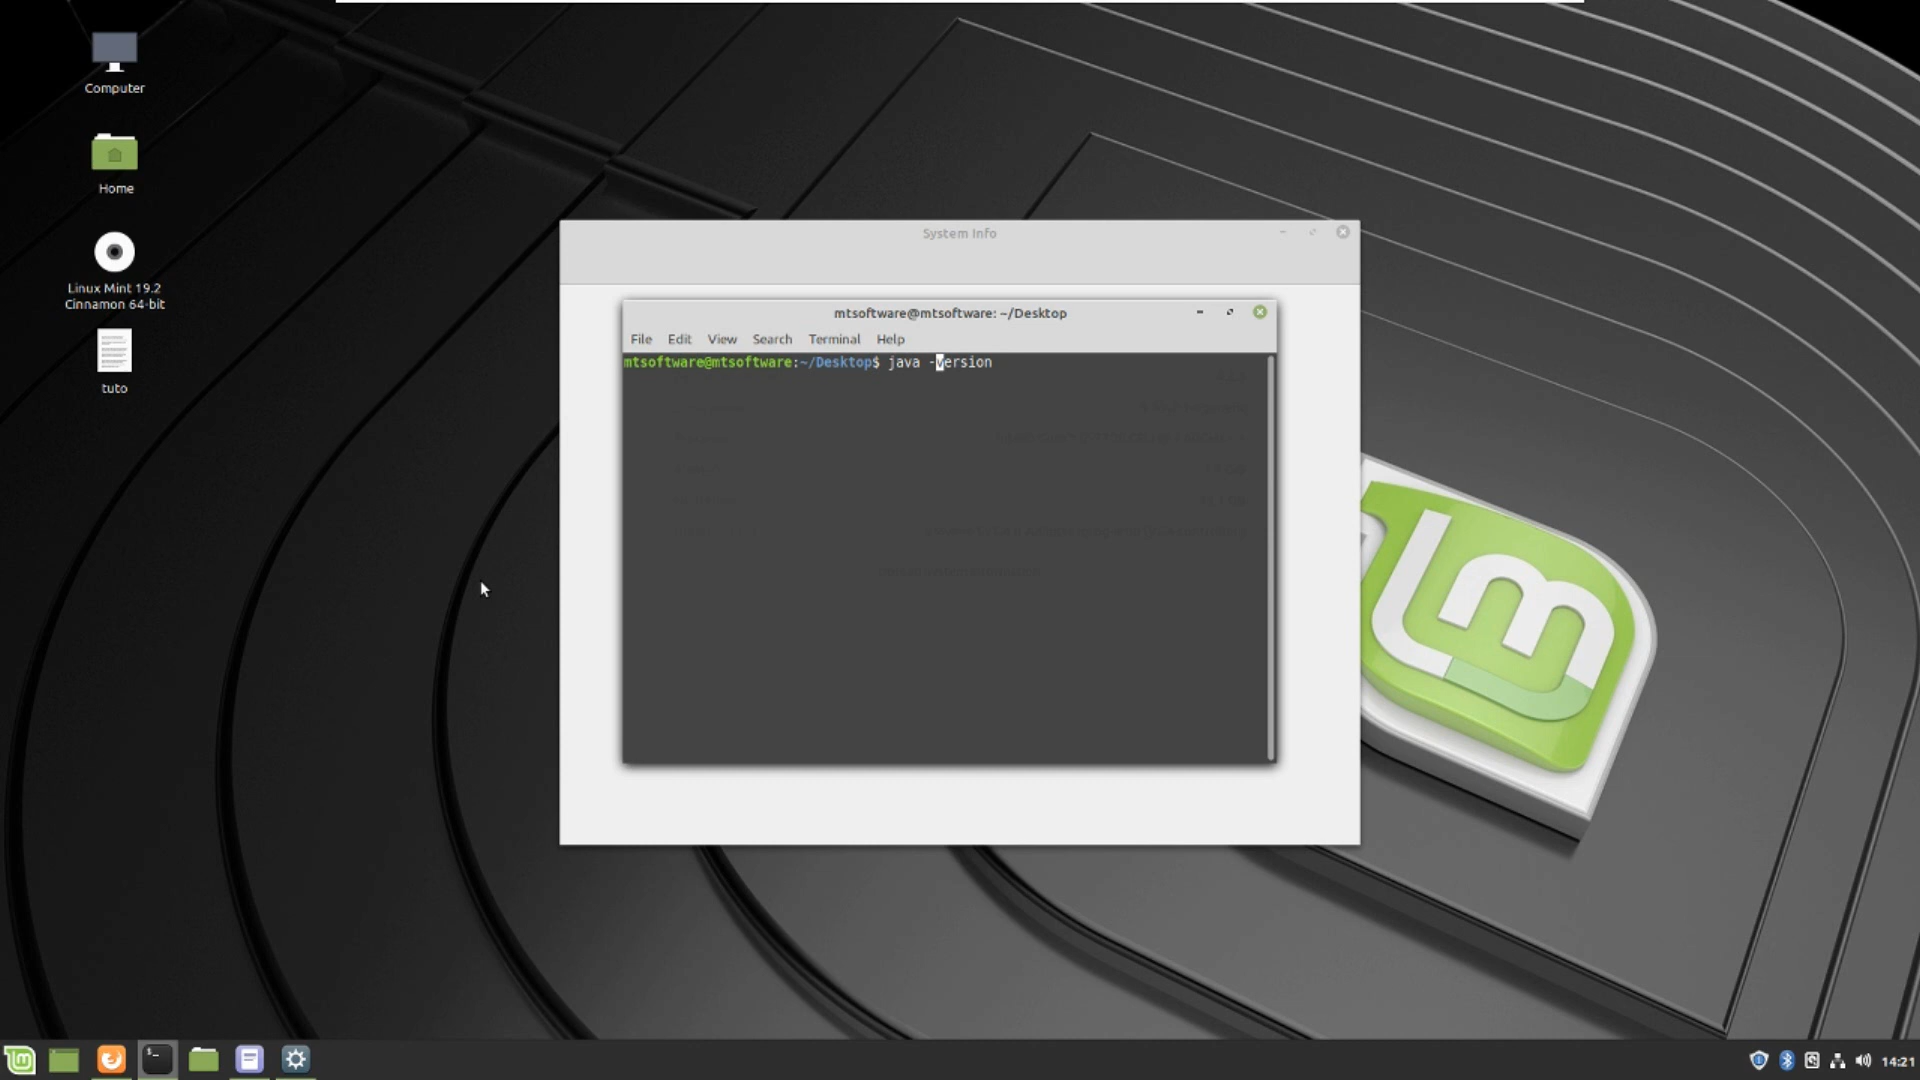 Computer
Home
Linux Mint 19.2
Cinnamon 64-bit
tuto
System Info
mtsoftware@mtsoftware: ~/Desktop
File Edit View Search Terminal Help
mtsoftware@mtsoftware:~/Desktop$ java -version
14:21